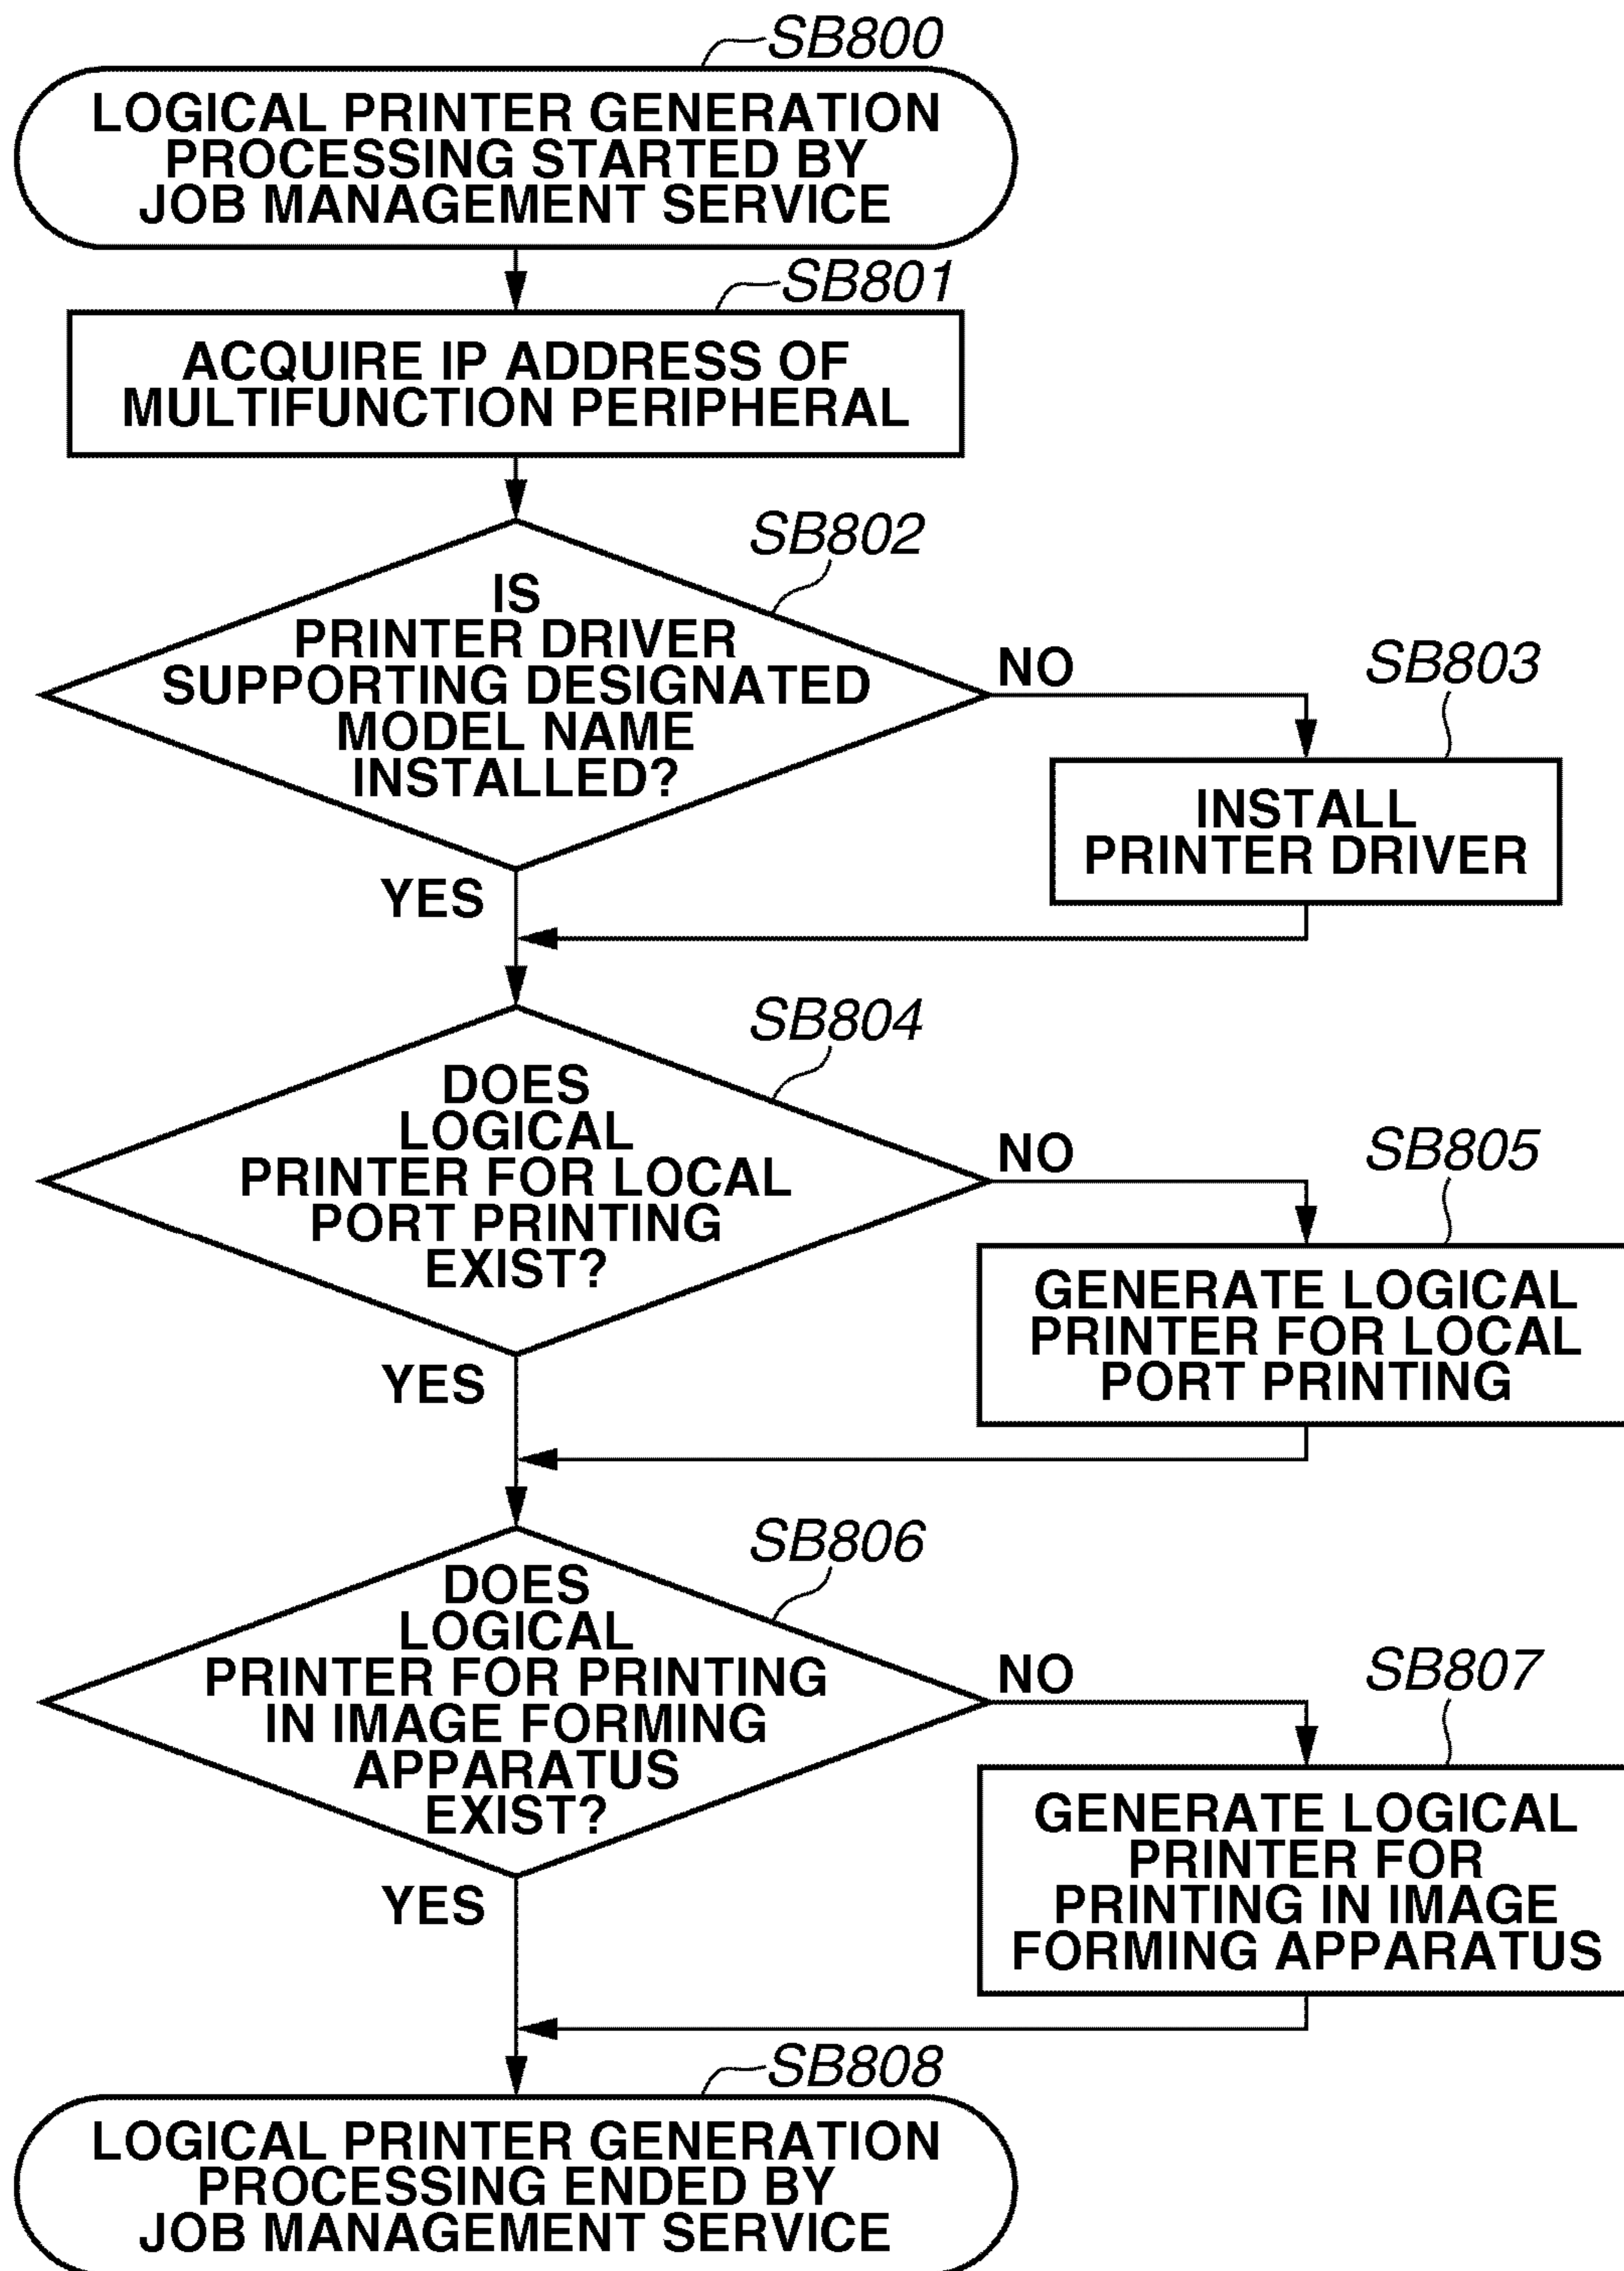 SB800
LOGICAL PRINTER GENERATION
PROCESSING STARTED BY
JOB MANAGEMENT SERVICE
SB801
ACQUIRE IP ADDRESS OF
MULTIFUNCTION PERIPHERAL
SB802
IS
PRINTER DRIVER
SUPPORTING DESIGNATED
MODEL NAME
INSTALLED?
NO
SB803
INSTALL
PRINTER DRIVER
YES
SB804
DOES
LOGICAL
PRINTER FOR LOCAL
PORT PRINTING
EXIST?
NO
SB805
GENERATE LOGICAL
PRINTER FOR LOCAL
PORT PRINTING
YES
SB806
DOES
LOGICAL
PRINTER FOR PRINTING
IN IMAGE FORMING
APPARATUS
EXIST?
NO
SB807
GENERATE LOGICAL
PRINTER FOR
PRINTING IN IMAGE
FORMING APPARATUS
YES
SB808
LOGICAL PRINTER GENERATION
PROCESSING ENDED BY
JOB MANAGEMENT SERVICE